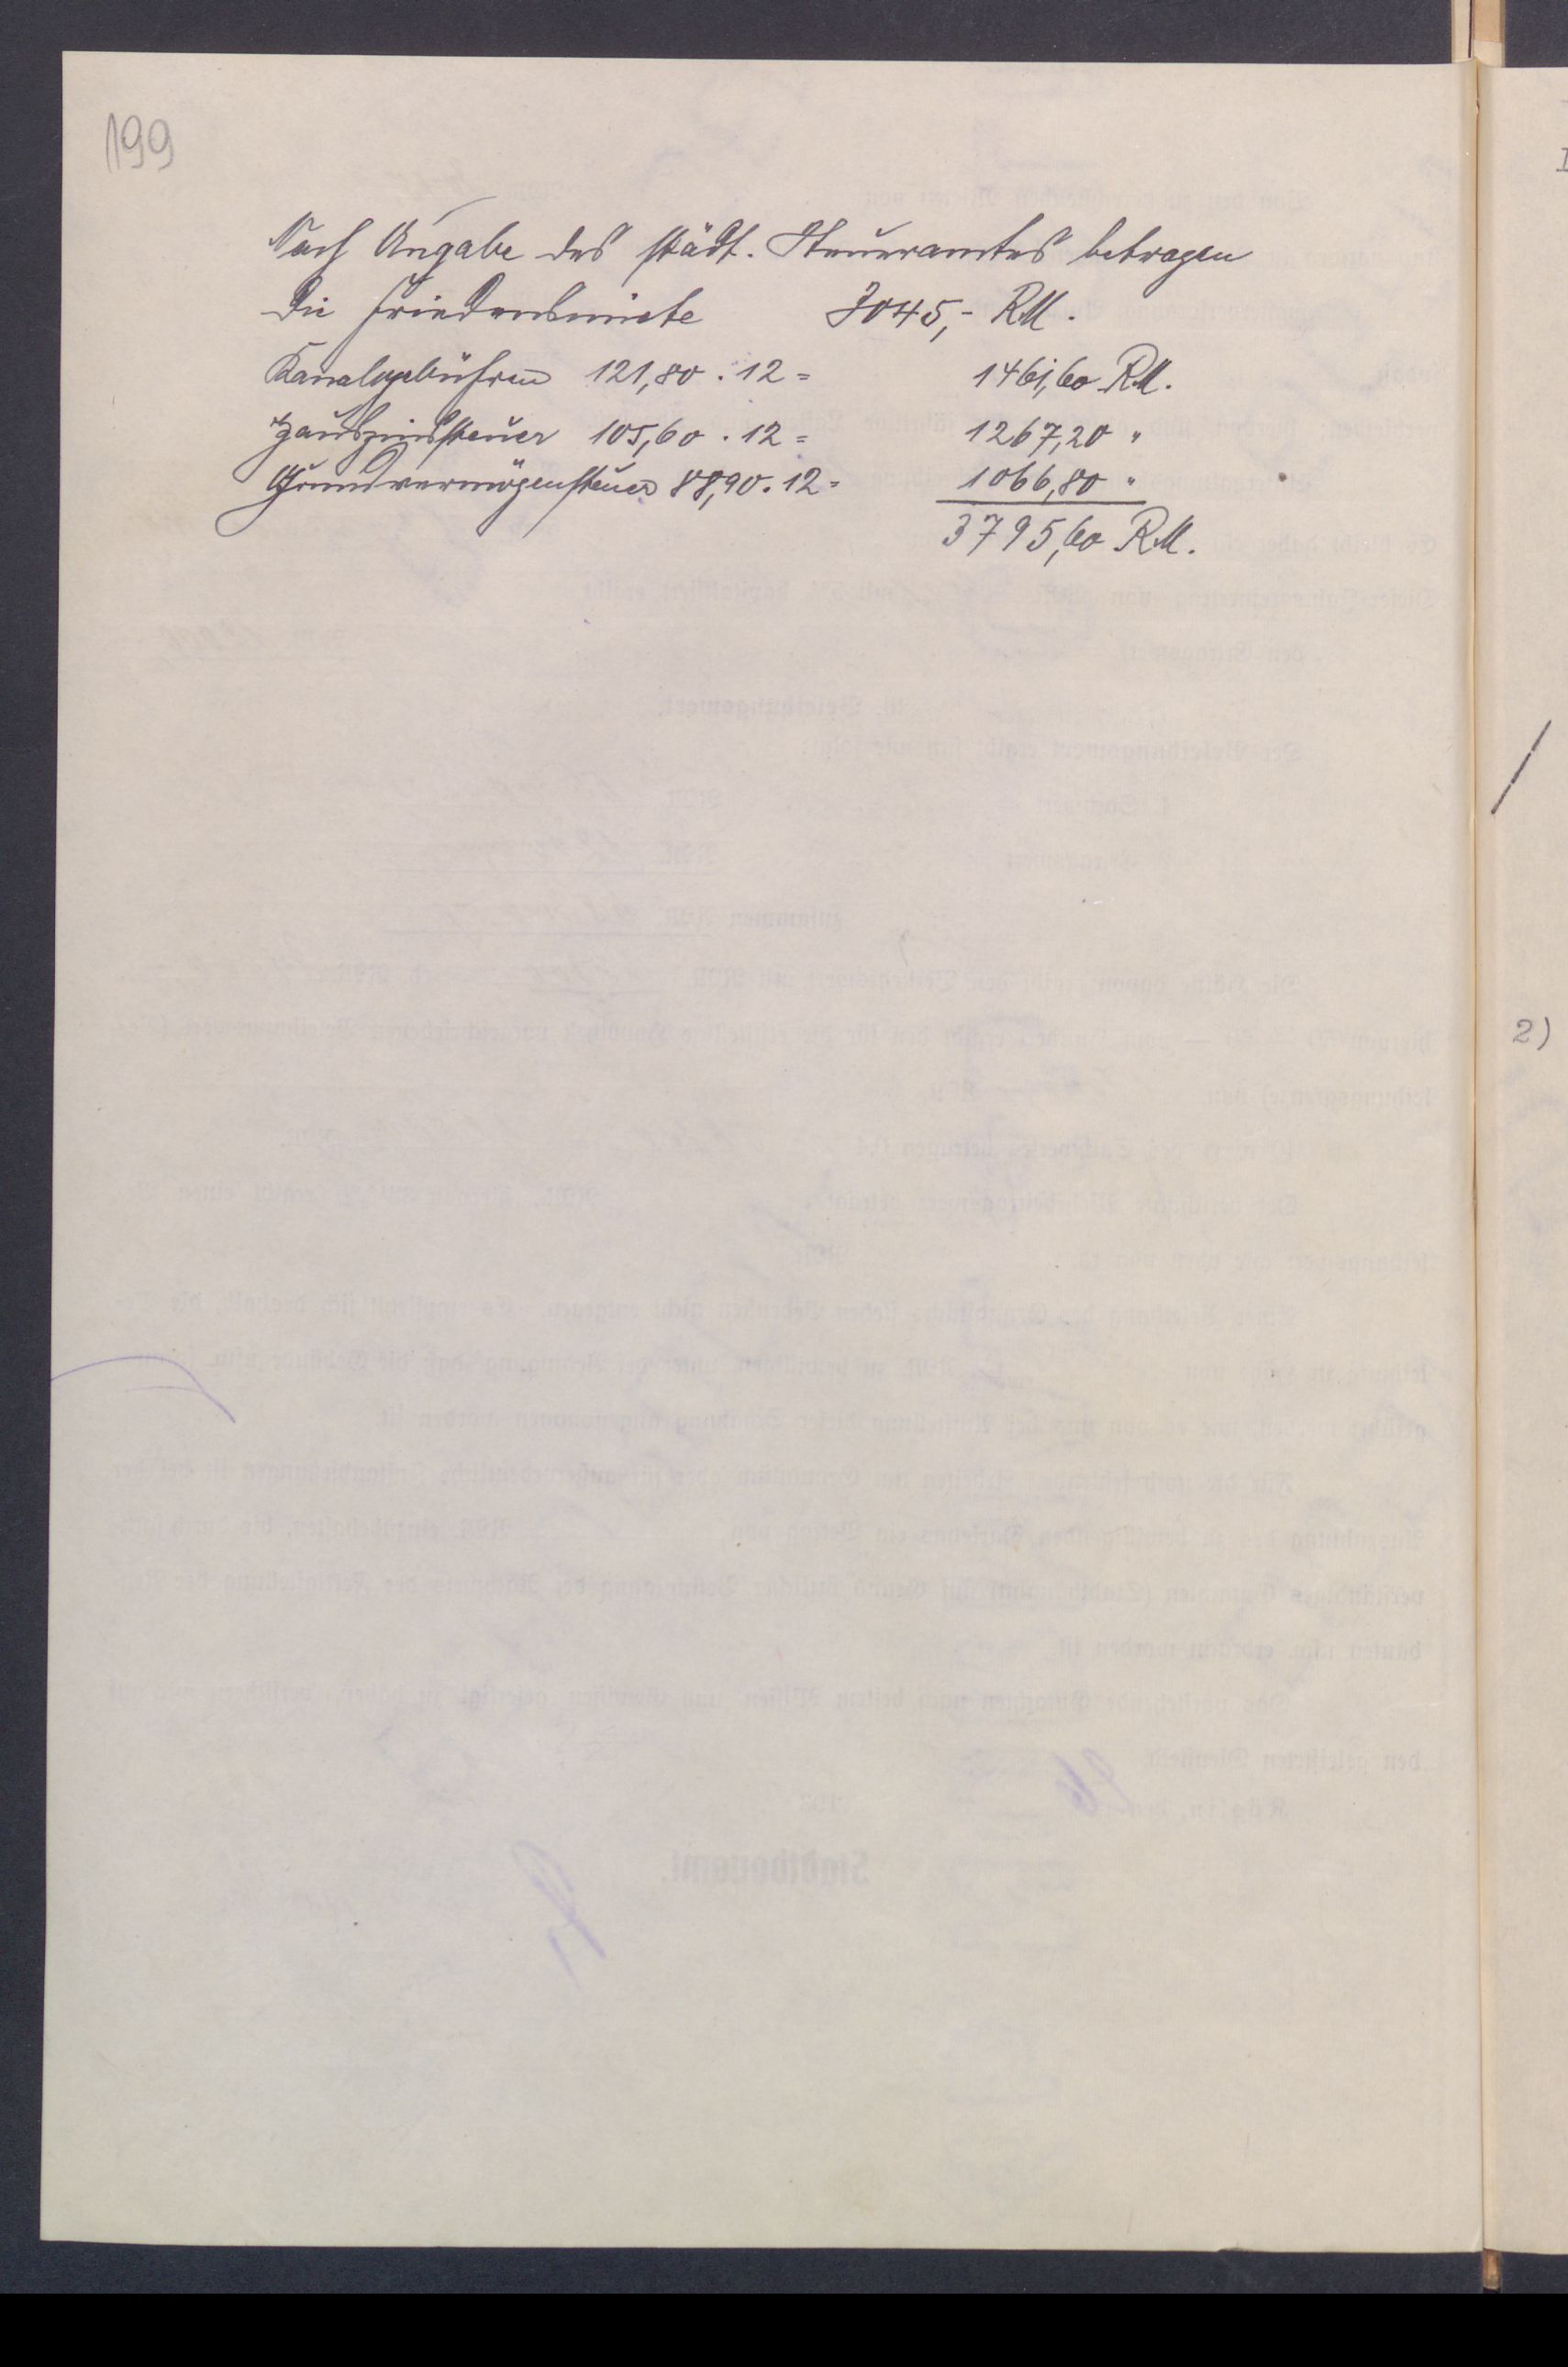 199
Nach Angabe des städt. Steueramtes betragen
die Friedensmiete 7045,- RM.
Kanalgebühren 121,80 . 12 = 1461,60 RM.
Hauszinssteuer 105,60 . 12 = 1267,20 "
Grundvermögensteuer 88,90 . 12 = 1066,80 "
3795,60 RM.
2)